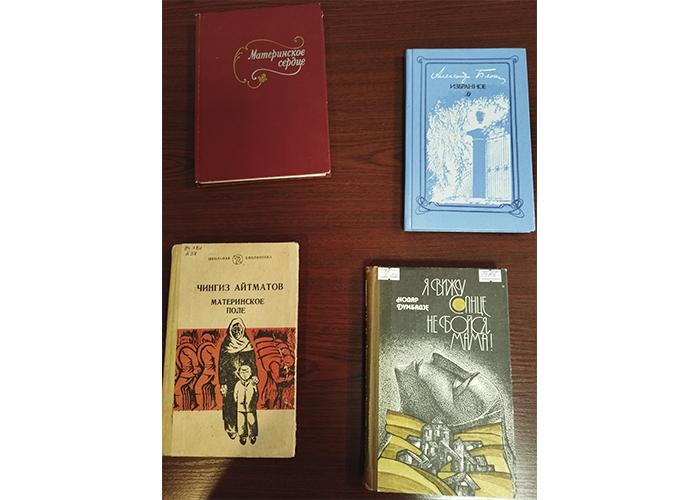 Материнское
сердце
Александр Блок
ИЗБРАННОЕ
ШКОЛЬНАЯ БИБЛИОТЕКА
ЧИНГИЗ АЙТМАТОВ
МАТЕРИНСКОЕ
ПОЛЕ
Я ВИЖУ
НОДАР
ДУМБАДЗЕ
СОЛНЦЕ
НЕ БОЙСЯ,
МАМА!